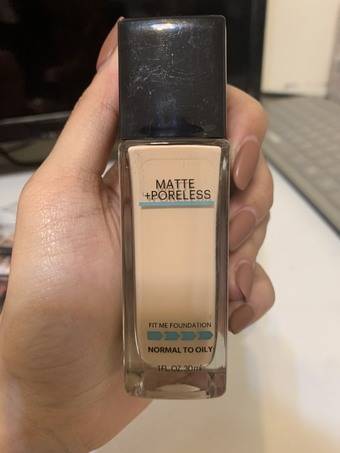 MATTE
+PORELESS
FIT ME FOUNDATION
NORMAL TO OILY
1FL.OZ.30mL